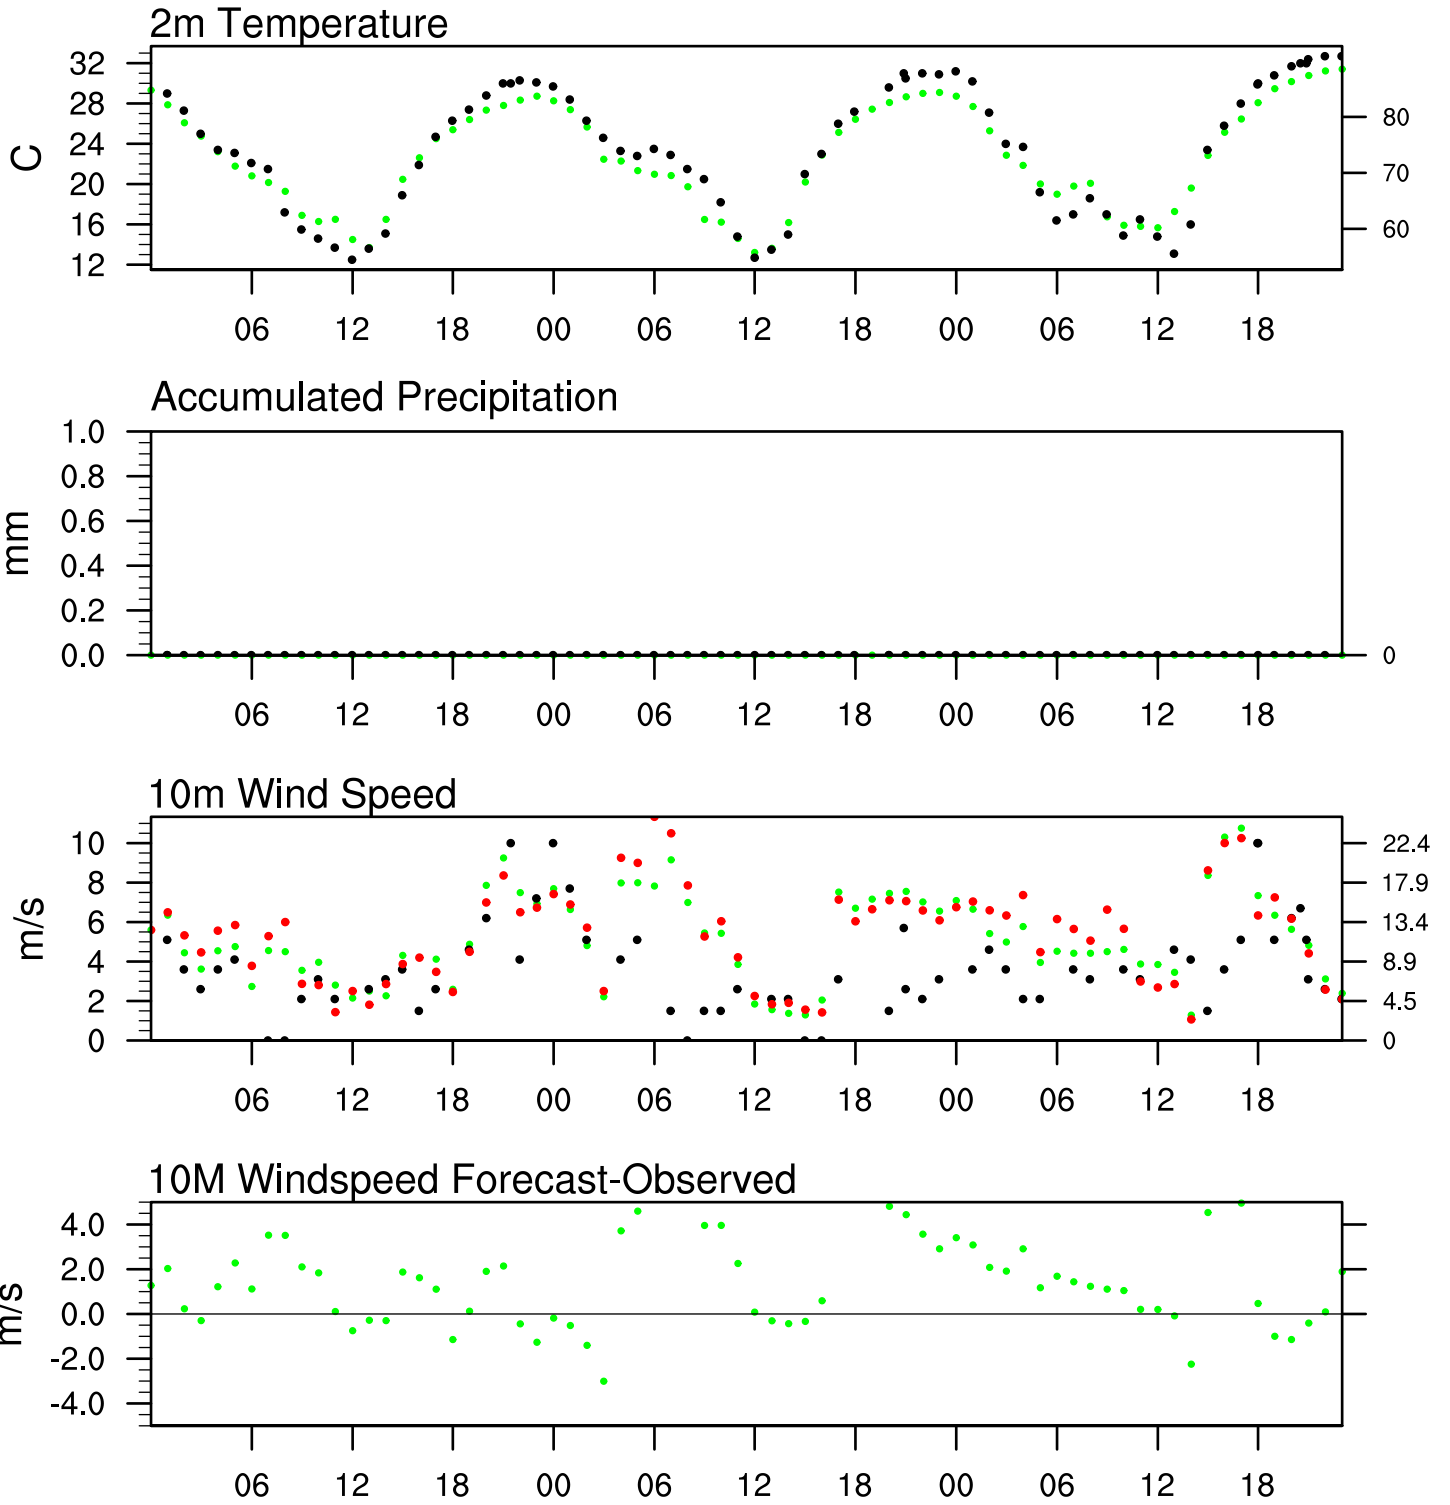 2m Temperature
32
28
24
20
16
12
C
80
70
60
06 12 18 00 06 12 18 00 06 12 18
Accumulated Precipitation
1.0
0.8
0.6
0.4
0.2
0.0
mm
0
06 12 18 00 06 12 18 00 06 12 18
10m Wind Speed
10
8
6
4
2
0
m/s
22.4
17.9
13.4
8.9
4.5
0
06 12 18 00 06 12 18 00 06 12 18
10M Windspeed Forecast-Observed
4.0
2.0
0.0
-2.0
-4.0
m/s
06 12 18 00 06 12 18 00 06 12 18